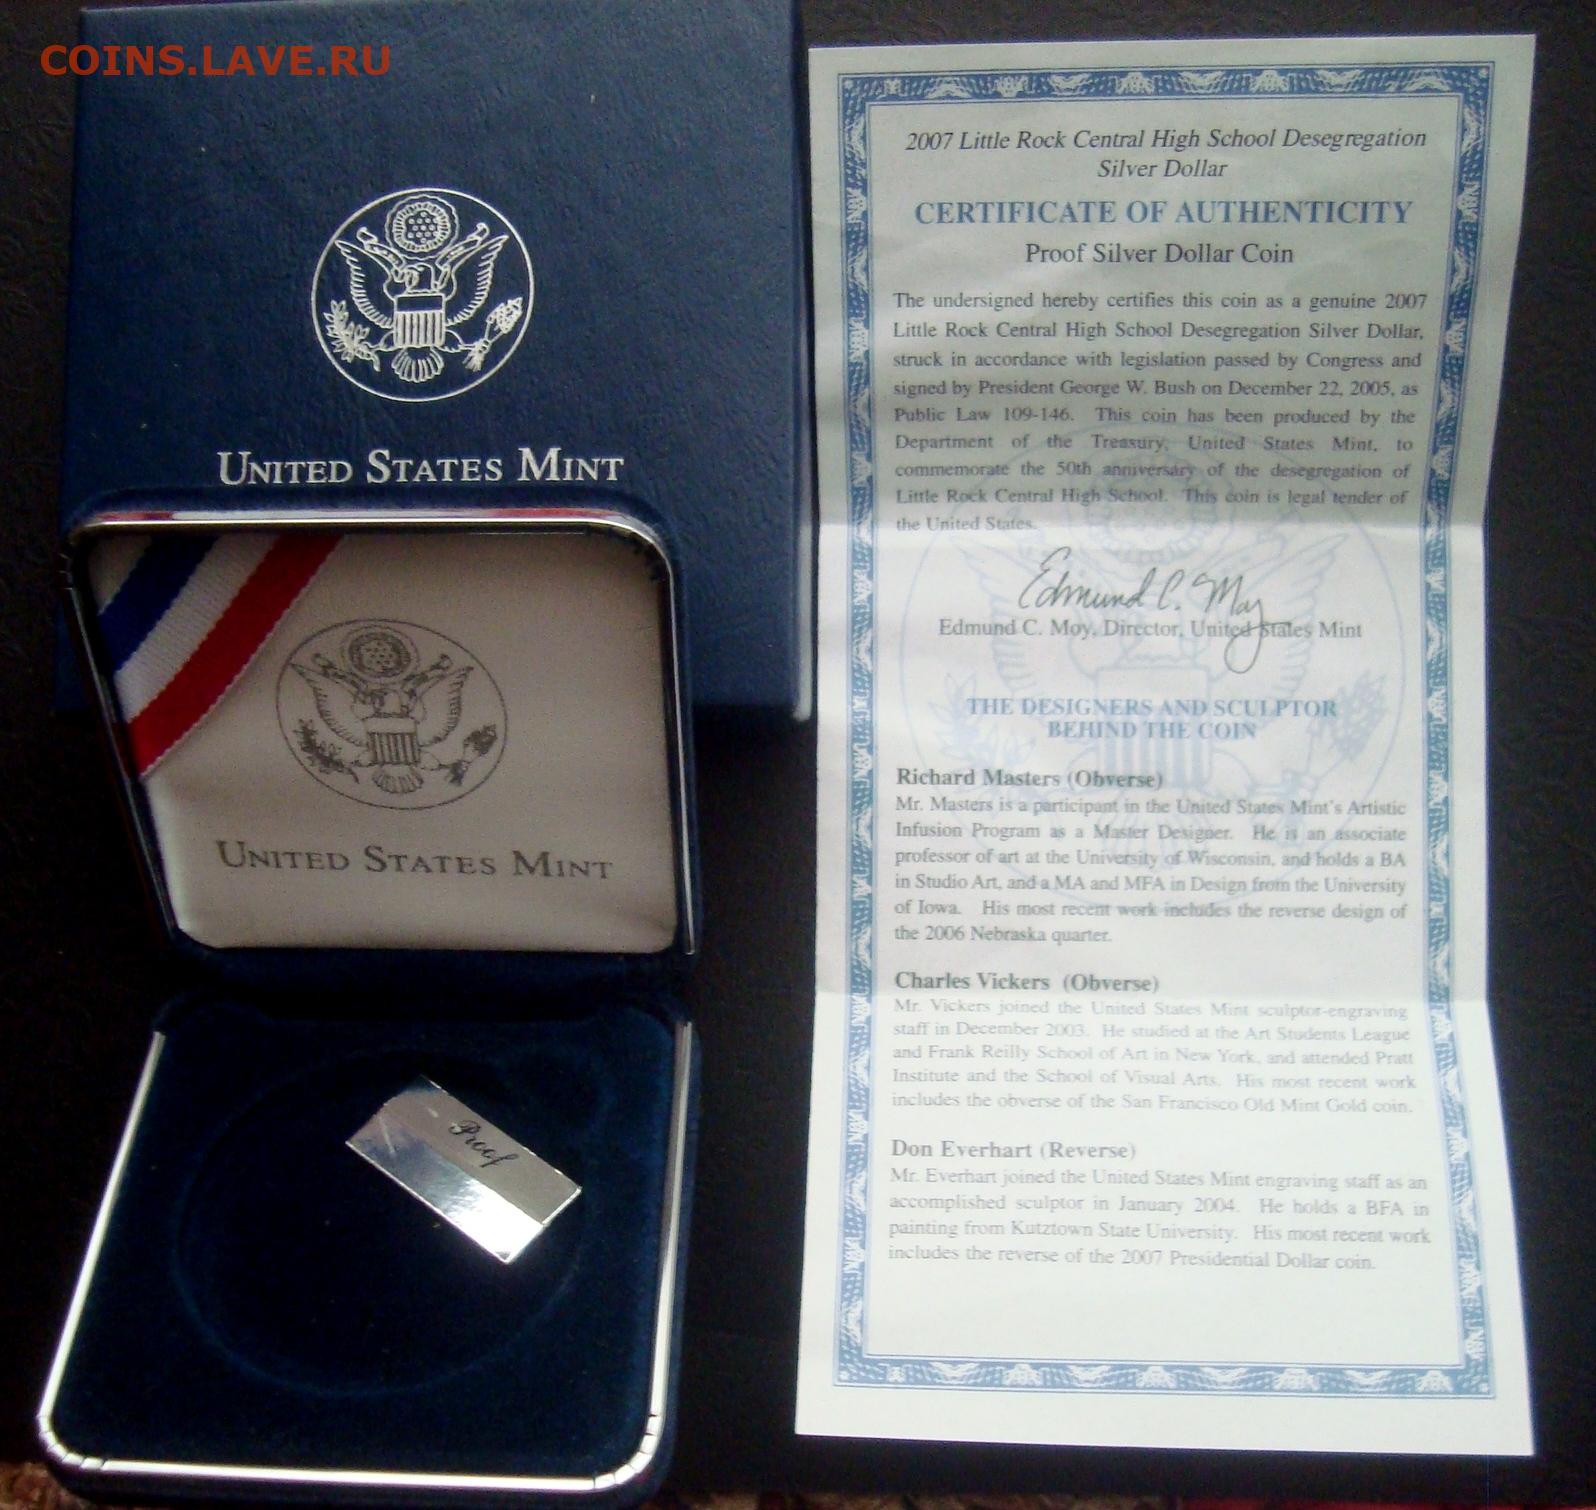 COINS.LAVE.RU
UNITED STATES MINT
UNITED STATES MINT
Proof
2007 Little Rock Central High School Desegregation
Silver Dollar
CERTIFICATE OF AUTHENTICITY
Proof Silver Dollar Coin
The undersigned hereby certifies this coin as a genuine 2007
Little Rock Central High School Desegregation Silver Dollar,
struck in accordance with legislation passed by Congress and
signed by President George W. Bush on December 22, 2005, as
Public Law 109-146. This coin has been produced by the
Department of the Treasury, United States Mint, to
commemorate the 50th anniversary of the desegregation of
Little Rock Central High School. This coin is legal tender of
the United States.
Edmund C. Moy
Edmund C. Moy, Director, United States Mint
THE DESIGNERS AND SCULPTOR
BEHIND THE COIN
Richard Masters (Obverse)
Mr. Masters is a participant in the United States Mint's Artistic
Infusion Program as a Master Designer. He is an associate
professor of art at the University of Wisconsin, and holds a BA
in Studio Art, and a MA and MFA in Design from the University
of Iowa. His most recent work includes the reverse design of
the 2006 Nebraska quarter.
Charles Vickers (Obverse)
Mr. Vickers joined the United States Mint sculptor-engraving
staff in December 2003. He studied at the Art Students League
and Frank Reilly School of Art in New York, and attended Pratt
Institute and the School of Visual Arts. His most recent work
includes the obverse of the San Francisco Old Mint Gold coin.
Don Everhart (Reverse)
Mr. Everhart joined the United States Mint engraving staff as an
accomplished sculptor in January 2004. He holds a BFA in
painting from Kutztown State University. His most recent work
includes the reverse of the 2007 Presidential Dollar coin.